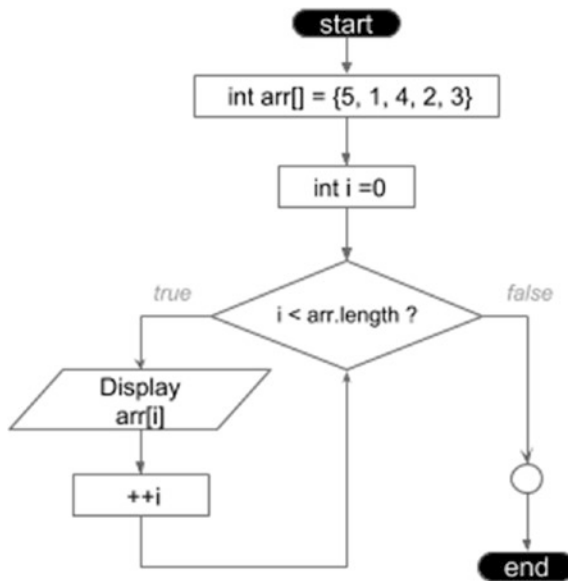 start
int arr[] = {5, 1, 4, 2, 3}
int i =0
true
i < arr.length ?
false
Display
arr[i]
++i
end